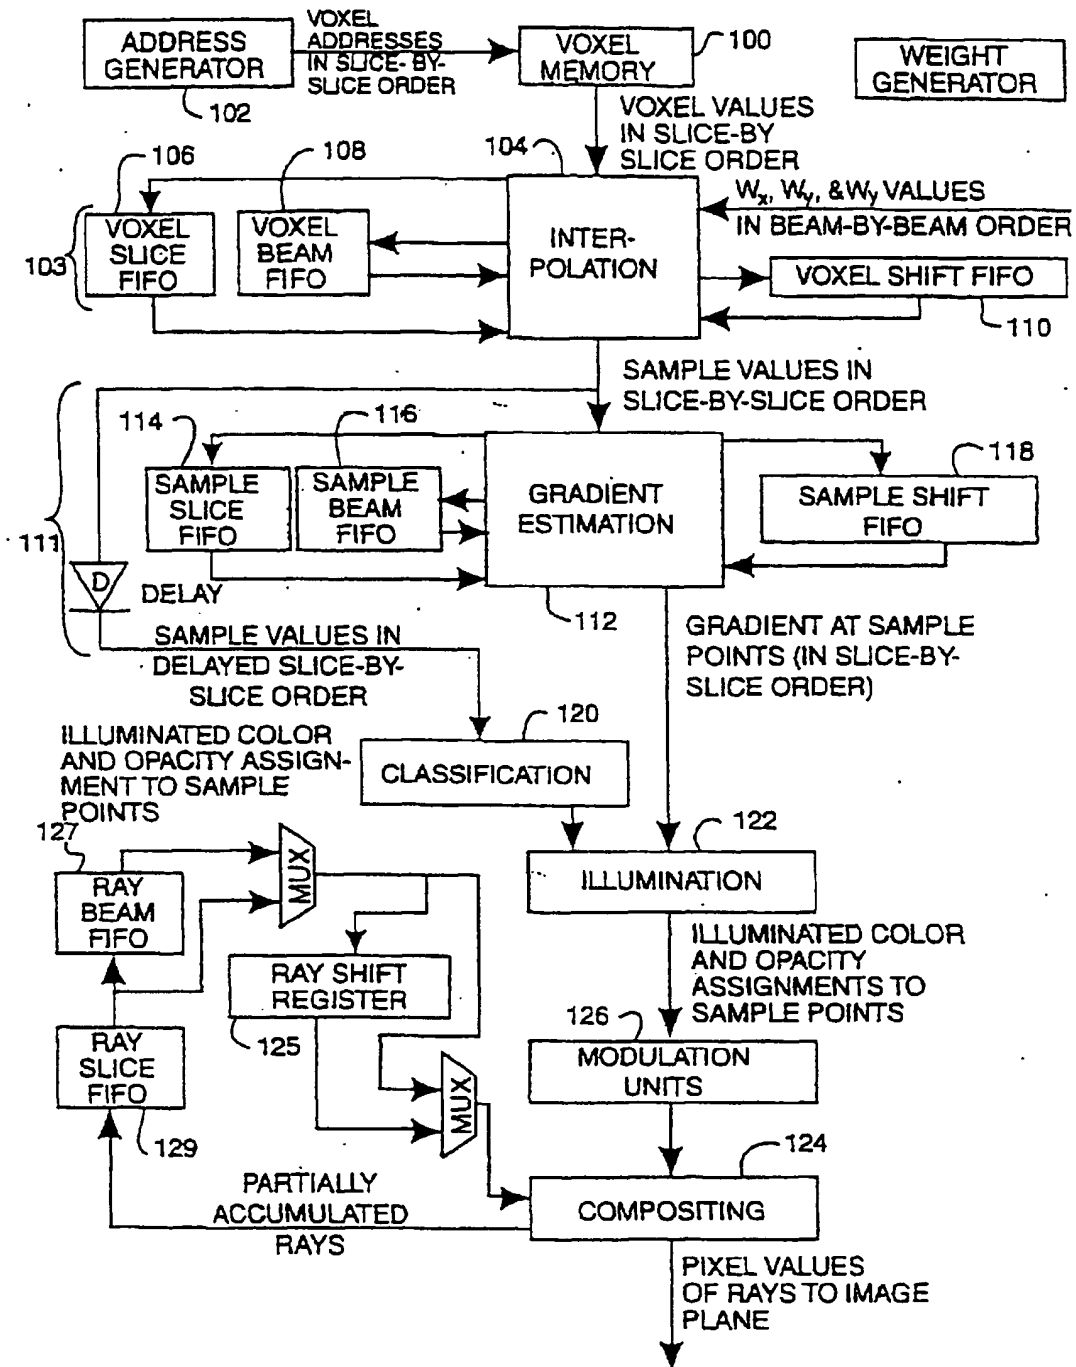 ADDRESS
GENERATOR
102
VOXEL
ADDRESSES
IN SLICE-BY-
SLICE ORDER
VOXEL
MEMORY
100
WEIGHT
GENERATOR
VOXEL VALUES
IN SLICE-BY
SLICE ORDER
106
108
104
103
VOXEL
SLICE
FIFO
VOXEL
BEAM
FIFO
INTER-
POLATION
Wx, Wy, &Wy VALUES
IN BEAM-BY-BEAM ORDER
VOXEL SHIFT FIFO
110
SAMPLE VALUES IN
SLICE-BY-SLICE ORDER
111
114
116
SAMPLE
SLICE
FIFO
SAMPLE
BEAM
FIFO
GRADIENT
ESTIMATION
112
118
SAMPLE SHIFT
FIFO
D
DELAY
SAMPLE VALUES IN
DELAYED SLICE-BY-
SLICE ORDER
GRADIENT AT SAMPLE
POINTS (IN SLICE-BY-
SLICE ORDER)
120
CLASSIFICATION
ILLUMINATED COLOR
AND OPACITY ASSIGN-
MENT TO SAMPLE
POINTS
127
RAY
BEAM
FIFO
MUX
122
ILLUMINATION
RAY SHIFT
REGISTER
125
ILLUMINATED COLOR
AND OPACITY
ASSIGNMENTS TO
SAMPLE POINTS
RAY
SLICE
FIFO
129
MUX
126
MODULATION
UNITS
124
COMPOSITING
PARTIALLY
ACCUMULATED
RAYS
PIXEL VALUES
OF RAYS TO IMAGE
PLANE